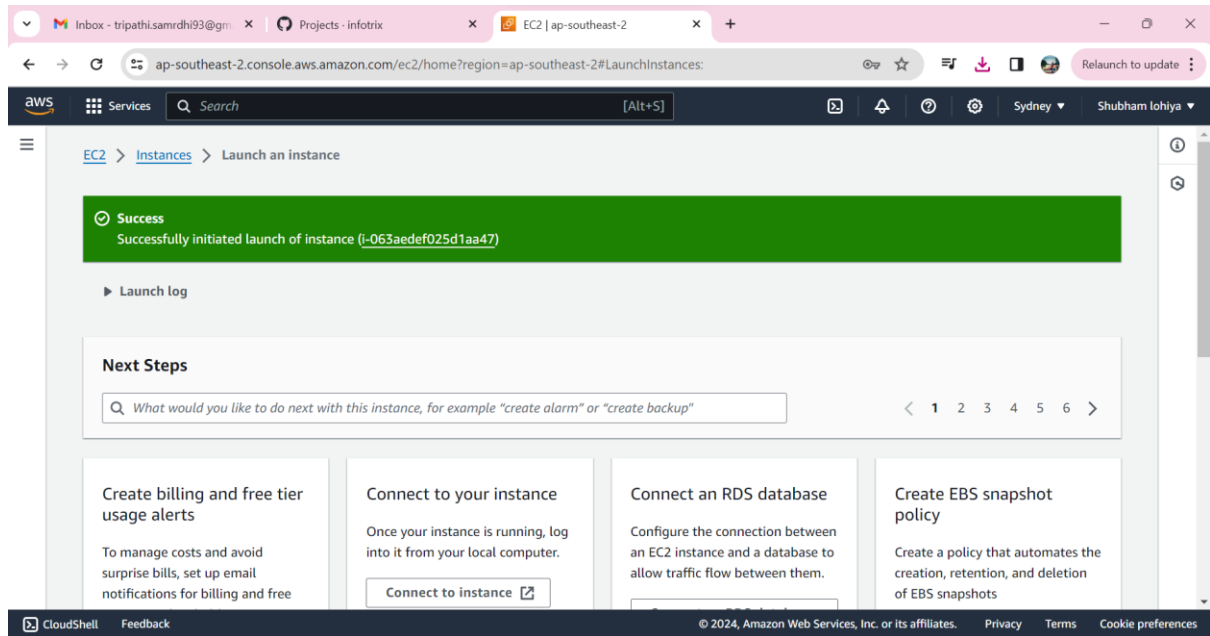 Inbox - tripathi.samrdhi93@gm
Projects - infotrix
EC2 | ap-southeast-2
ap-southeast-2.console.aws.amazon.com/ec2/home?region=ap-southeast-2#LaunchInstances:
Relaunch to update
aws
Services
Search
[Alt+S]
Sydney
Shubham lohiya
EC2 > Instances > Launch an instance
Success
Successfully initiated launch of instance (i-063aedef025d1aa47)
Launch log
Next Steps
What would you like to do next with this instance, for example "create alarm" or "create backup"
1 2 3 4 5 6
Create billing and free tier
usage alerts
To manage costs and avoid
surprise bills, set up email
notifications for billing and free
Connect to your instance
Once your instance is running, log
into it from your local computer.
Connect to instance
Connect an RDS database
Configure the connection between
an EC2 instance and a database to
allow traffic flow between them.
Create EBS snapshot
policy
Create a policy that automates the
creation, retention, and deletion
of EBS snapshots
CloudShell
Feedback
© 2024, Amazon Web Services, Inc. or its affiliates.
Privacy
Terms
Cookie preferences